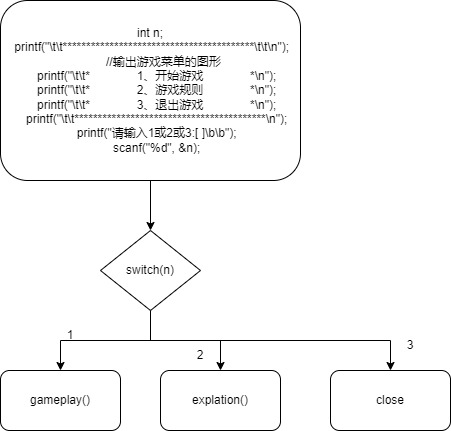 int n;
printf("\t\t****************************************\t\t\n");
//输出游戏菜单的图形
printf("\t\t* 1、开始游戏 *\n");
printf("\t\t* 2、游戏规则 *\n");
printf("\t\t* 3、退出游戏 *\n");
printf("\t\t****************************************\n");
printf("请输入1或2或3:[ ]\b\b");
scanf("%d", &n);
switch(n)
1
2
3
gameplay()
explation()
close